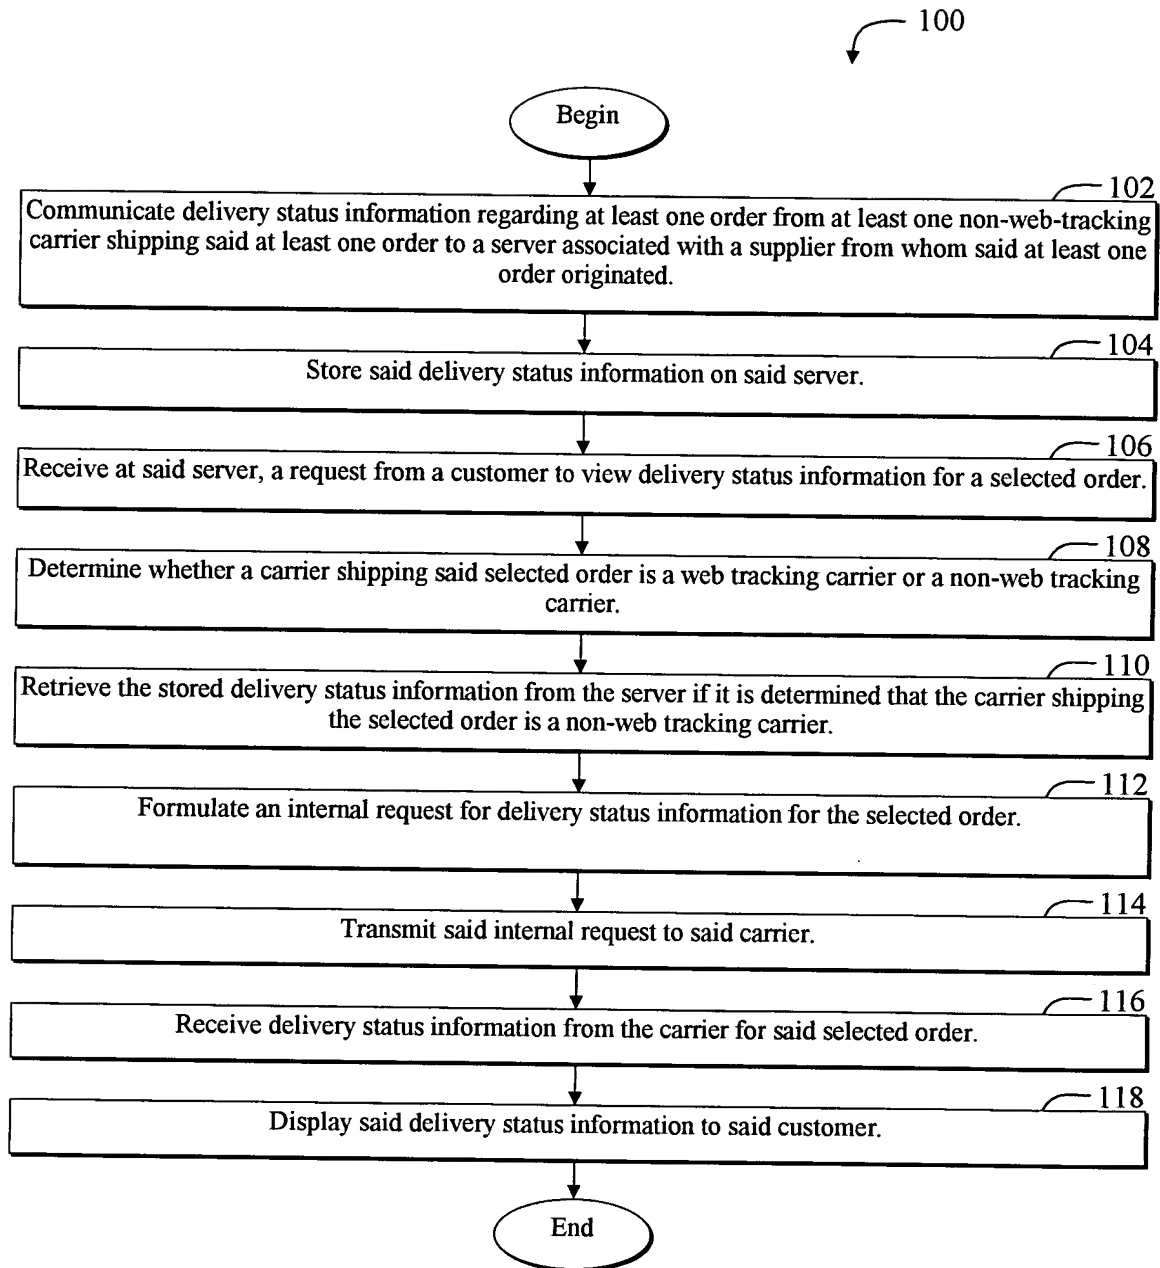 100
Begin
102
Communicate delivery status information regarding at least one order from at least one non-web-tracking
carrier shipping said at least one order to a server associated with a supplier from whom said at least one
order originated.
104
Store said delivery status information on said server.
106
Receive at said server, a request from a customer to view delivery status information for a selected order.
108
Determine whether a carrier shipping said selected order is a web tracking carrier or a non-web tracking
carrier.
110
Retrieve the stored delivery status information from the server if it is determined that the carrier shipping
the selected order is a non-web tracking carrier.
112
Formulate an internal request for delivery status information for the selected order.
114
Transmit said internal request to said carrier.
116
Receive delivery status information from the carrier for said selected order.
118
Display said delivery status information to said customer.
End